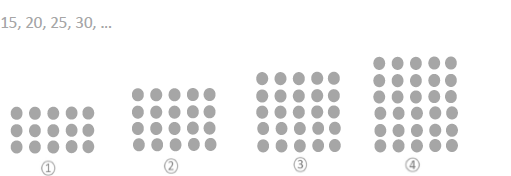 15, 20, 25, 30, ...
① ② ③ ④